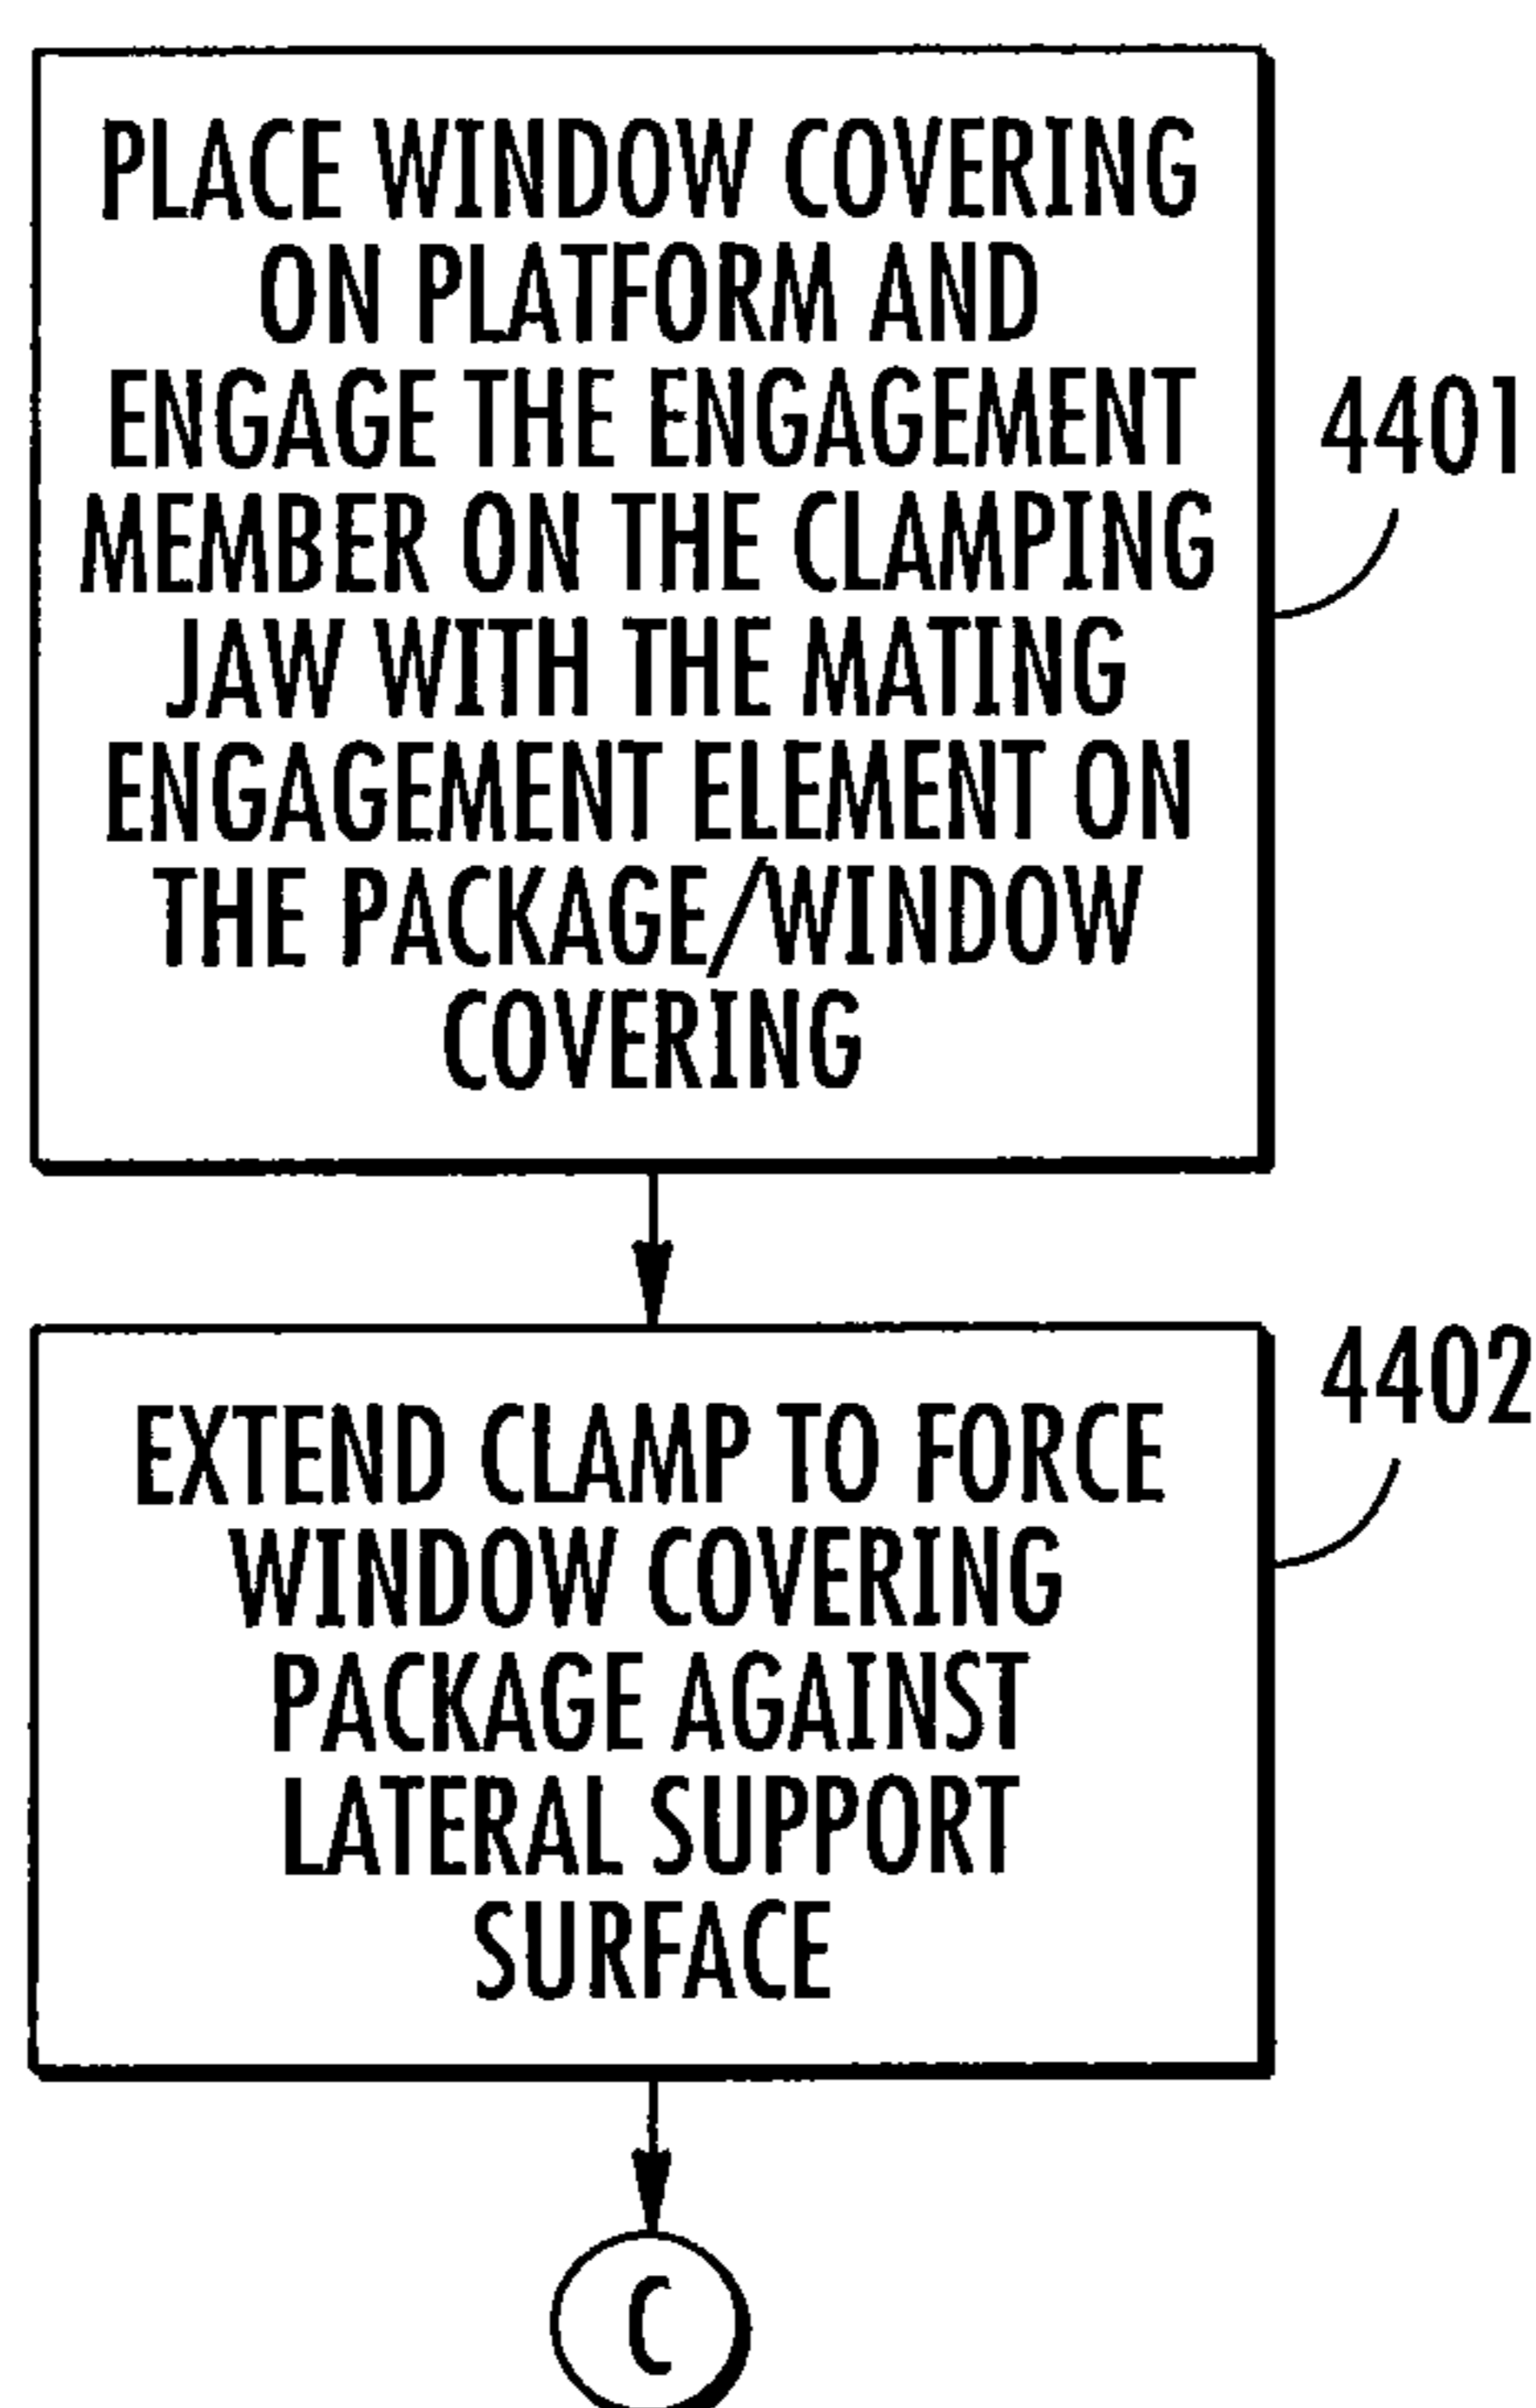 PLACE WINDOW COVERING
ON PLATFORM AND
ENGAGE THE ENGAGEMENT
MEMBER ON THE CLAMPING
JAW WITH THE MATING
ENGAGEMENT ELEMENT ON
THE PACKAGE/WINDOW
COVERING
4401
EXTEND CLAMP TO FORCE
WINDOW COVERING
PACKAGE AGAINST
LATERAL SUPPORT
SURFACE
4402
C